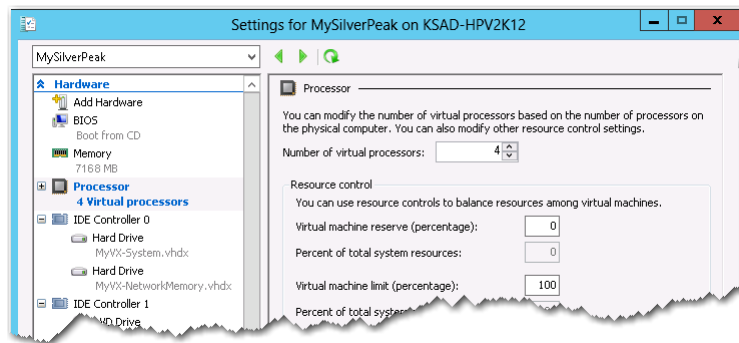 Settings for MySilverPeak on KSAD-HPV2K12
MySilverPeak
Hardware
Add Hardware
BIOS
Boot from CD
Memory
7168 MB
Processor
4 Virtual processors
IDE Controller 0
Hard Drive
MyVX-System.vhdx
Hard Drive
MyVX-NetworkMemory.vhdx
IDE Controller 1
Drive
Processor
You can modify the number of virtual processors based on the number of processors on
the physical computer. You can also modify other resource control settings.
Number of virtual processors: 4
Resource control
You can use resource controls to balance resources among virtual machines.
Virtual machine reserve (percentage): 0
Percent of total system resources: 0
Virtual machine limit (percentage): 100
Percent of total system